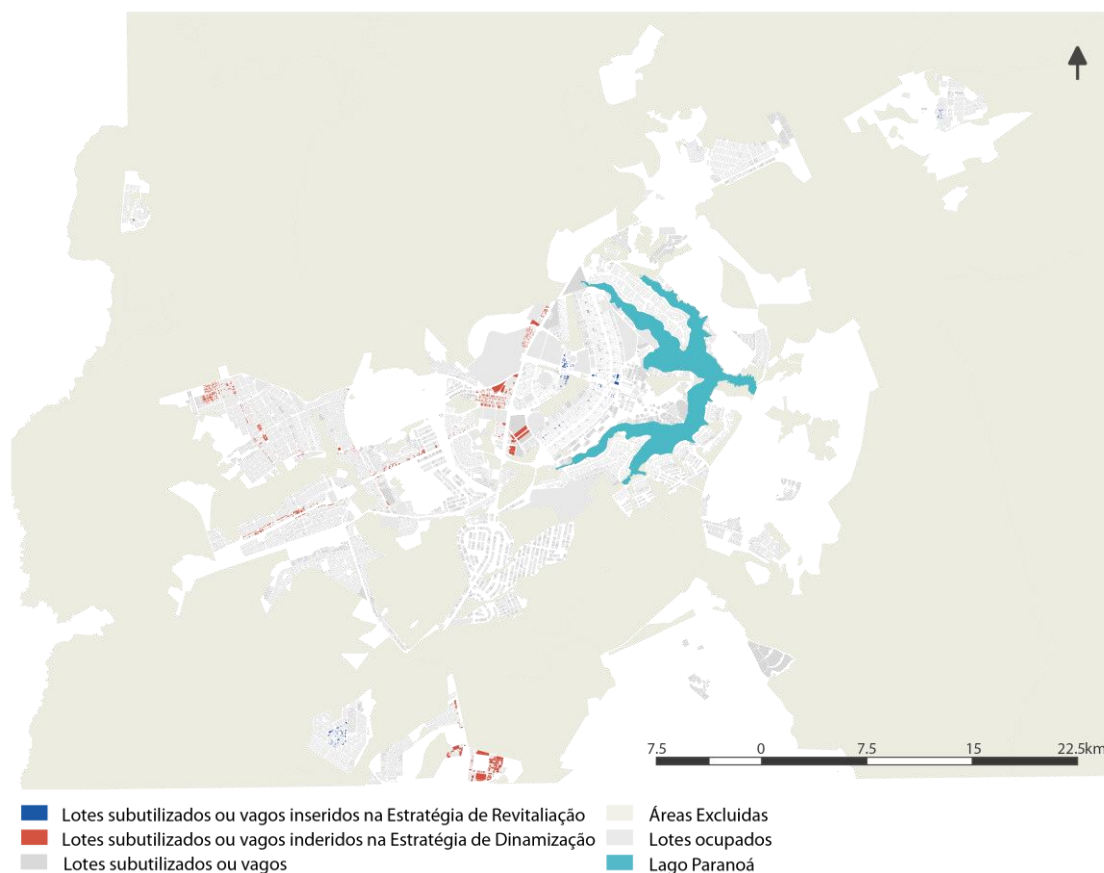 7.5 0 7.5 15 22.5km
Lotes subutilizados ou vagos inseridos na Estratégia de Revitaliação
Lotes subutilizados ou vagos inderidos na Estratégia de Dinamização
Lotes subutilizados ou vagos
Áreas Excluidas
Lotes ocupados
Lago Paranoá